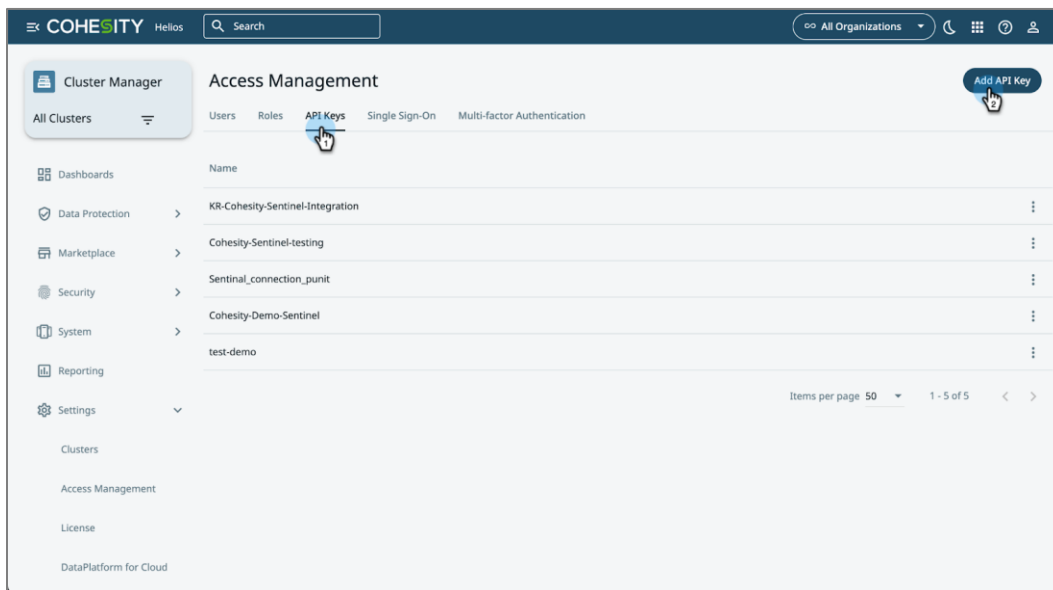 COHESITY Helios
Search
All Organizations
Cluster Manager
All Clusters
Access Management
Add API Key
2
Users Roles API Keys Single Sign-On Multi-factor Authentication
1
Dashboards
Data Protection
Marketplace
Security
System
Reporting
Settings
Clusters
Access Management
License
DataPlatform for Cloud
Name
KR-Cohesity-Sentinel-Integration
Cohesity-Sentinel-testing
Sentinal_connection_punit
Cohesity-Demo-Sentinel
test-demo
Items per page 50 1 - 5 of 5